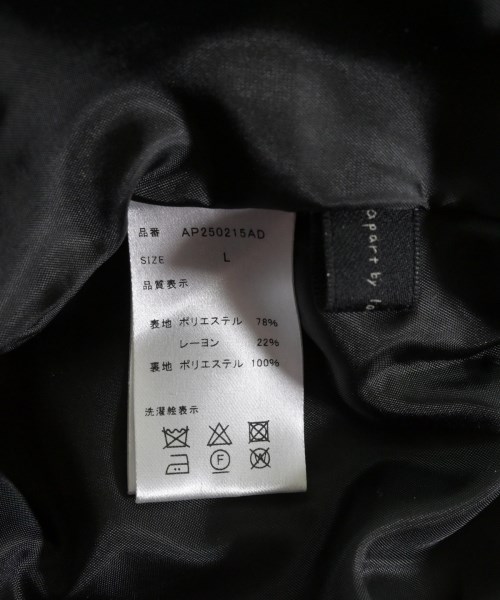 品番 AP250215AD
SIZE L
品質表示
表地 ポリエステル 78%
レーヨン 22%
裏地 ポリエステル 100%
洗濯絵表示
F
W
apart by lo